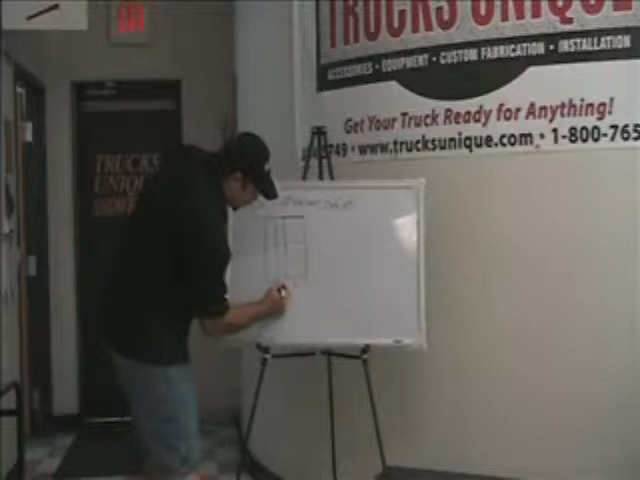 TRUCKS UNIQUE
ACCESSORIES • EQUIPMENT • CUSTOM FABRICATION • INSTALLATION
Get Your Truck Ready for Anything!
749 • www.trucksunique.com • 1-800-765
EXIT
TRUCKS
UNIQUE